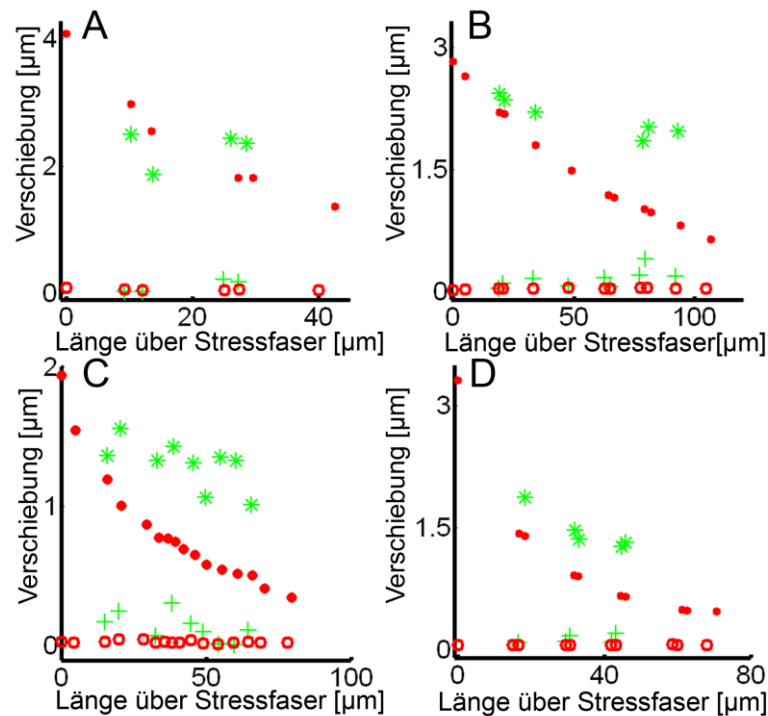 A
Verschiebung [µm]
4
2
0
0 20 40
Länge über Stressfaser [µm]
B
Verschiebung [µm]
3
1.5
0
0 50 100
Länge über Stressfaser[µm]
C
Verschiebung [µm]
2
1
0
0 50 100
Länge über Stressfaser [µm]
D
Verschiebung [µm]
3
1.5
0
0 40 80
Länge über Stressfaser [µm]